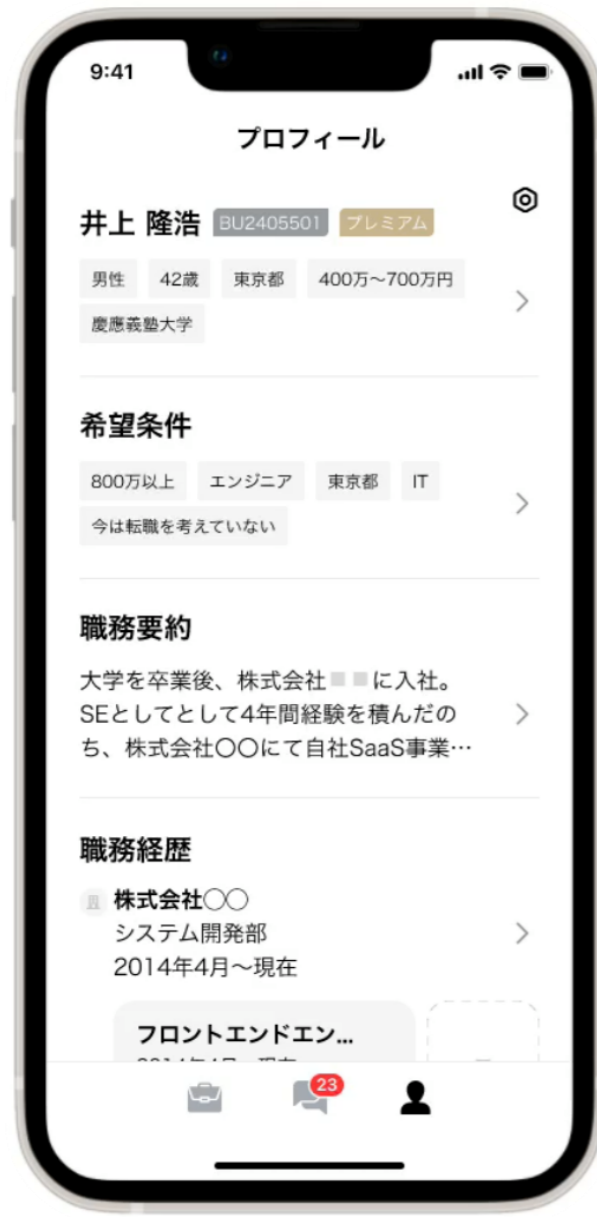 9:41
プロフィール
井上 隆浩 BU2405501 プレミアム
男性 42歳 東京都 400万〜700万円
慶應義塾大学
希望条件
800万以上 エンジニア 東京都 IT
今は転職を考えていない
職務要約
大学を卒業後、株式会社■■に入社。
SEとしてとして4年間経験を積んだの
ち、株式会社〇〇にて自社SaaS事業…
職務経歴
株式会社〇〇
システム開発部
2014年4月〜現在
フロントエンドエン...
23